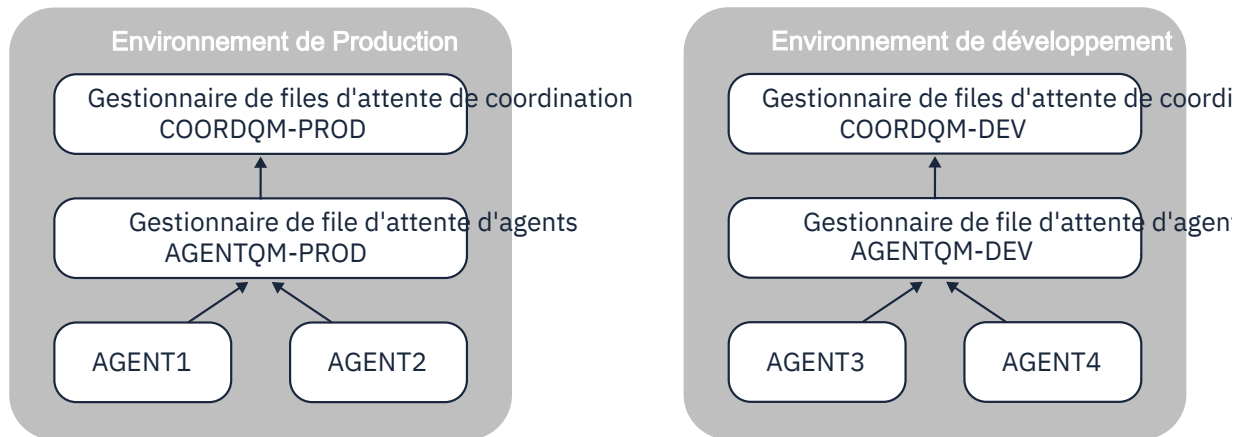 Environnement de Production
Gestionnaire de files d'attente de coordination
COORDQM-PROD
Gestionnaire de file d'attente d'agents
AGENTQM-PROD
AGENT1
AGENT2
Environnement de développement
Gestionnaire de files d'attente de coordi
COORDQM-DEV
Gestionnaire de file d'attente d'agent
AGENTQM-DEV
AGENT3
AGENT4